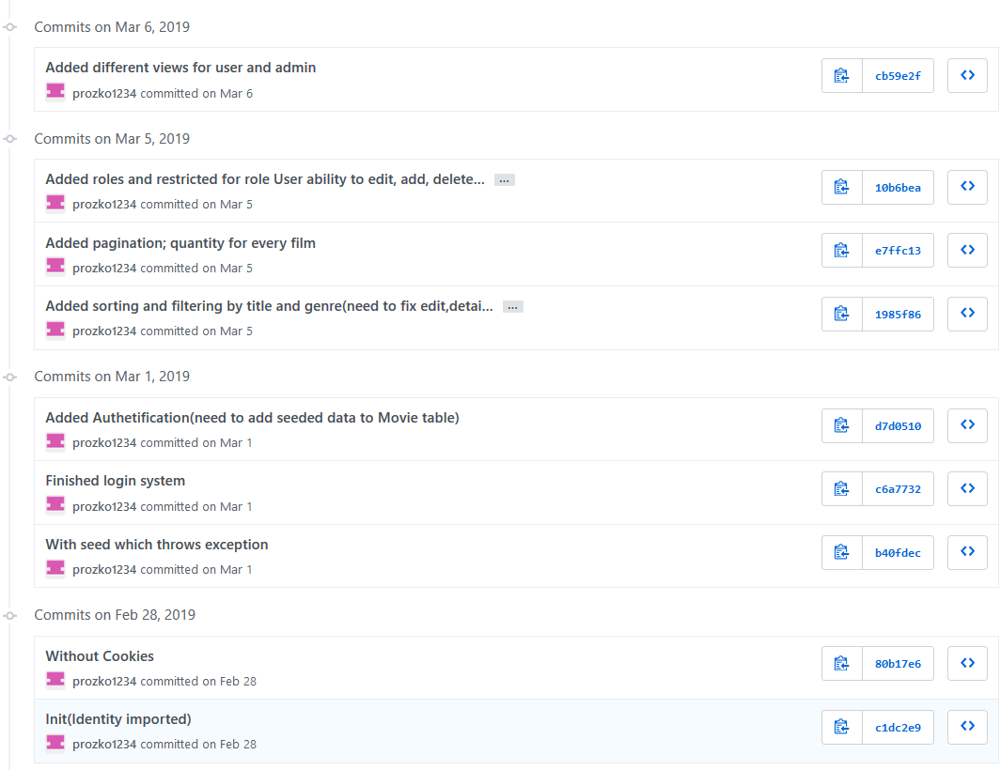 Commits on Mar 6, 2019
Added different views for user and admin
prozko1234 committed on Mar 6
cb59e2f
Commits on Mar 5, 2019
Added roles and restricted for role User ability to edit, add, delete... ...
prozko1234 committed on Mar 5
10b6bea
Added pagination; quantity for every film
prozko1234 committed on Mar 5
e7ffc13
Added sorting and filtering by title and genre(need to fix edit,detai... ...
prozko1234 committed on Mar 5
1985f86
Commits on Mar 1, 2019
Added Authetification(need to add seeded data to Movie table)
prozko1234 committed on Mar 1
d7d0510
Finished login system
prozko1234 committed on Mar 1
c6a7732
With seed which throws exception
prozko1234 committed on Mar 1
b40fdec
Commits on Feb 28, 2019
Without Cookies
prozko1234 committed on Feb 28
80b17e6
Init(Identity imported)
prozko1234 committed on Feb 28
c1dc2e9